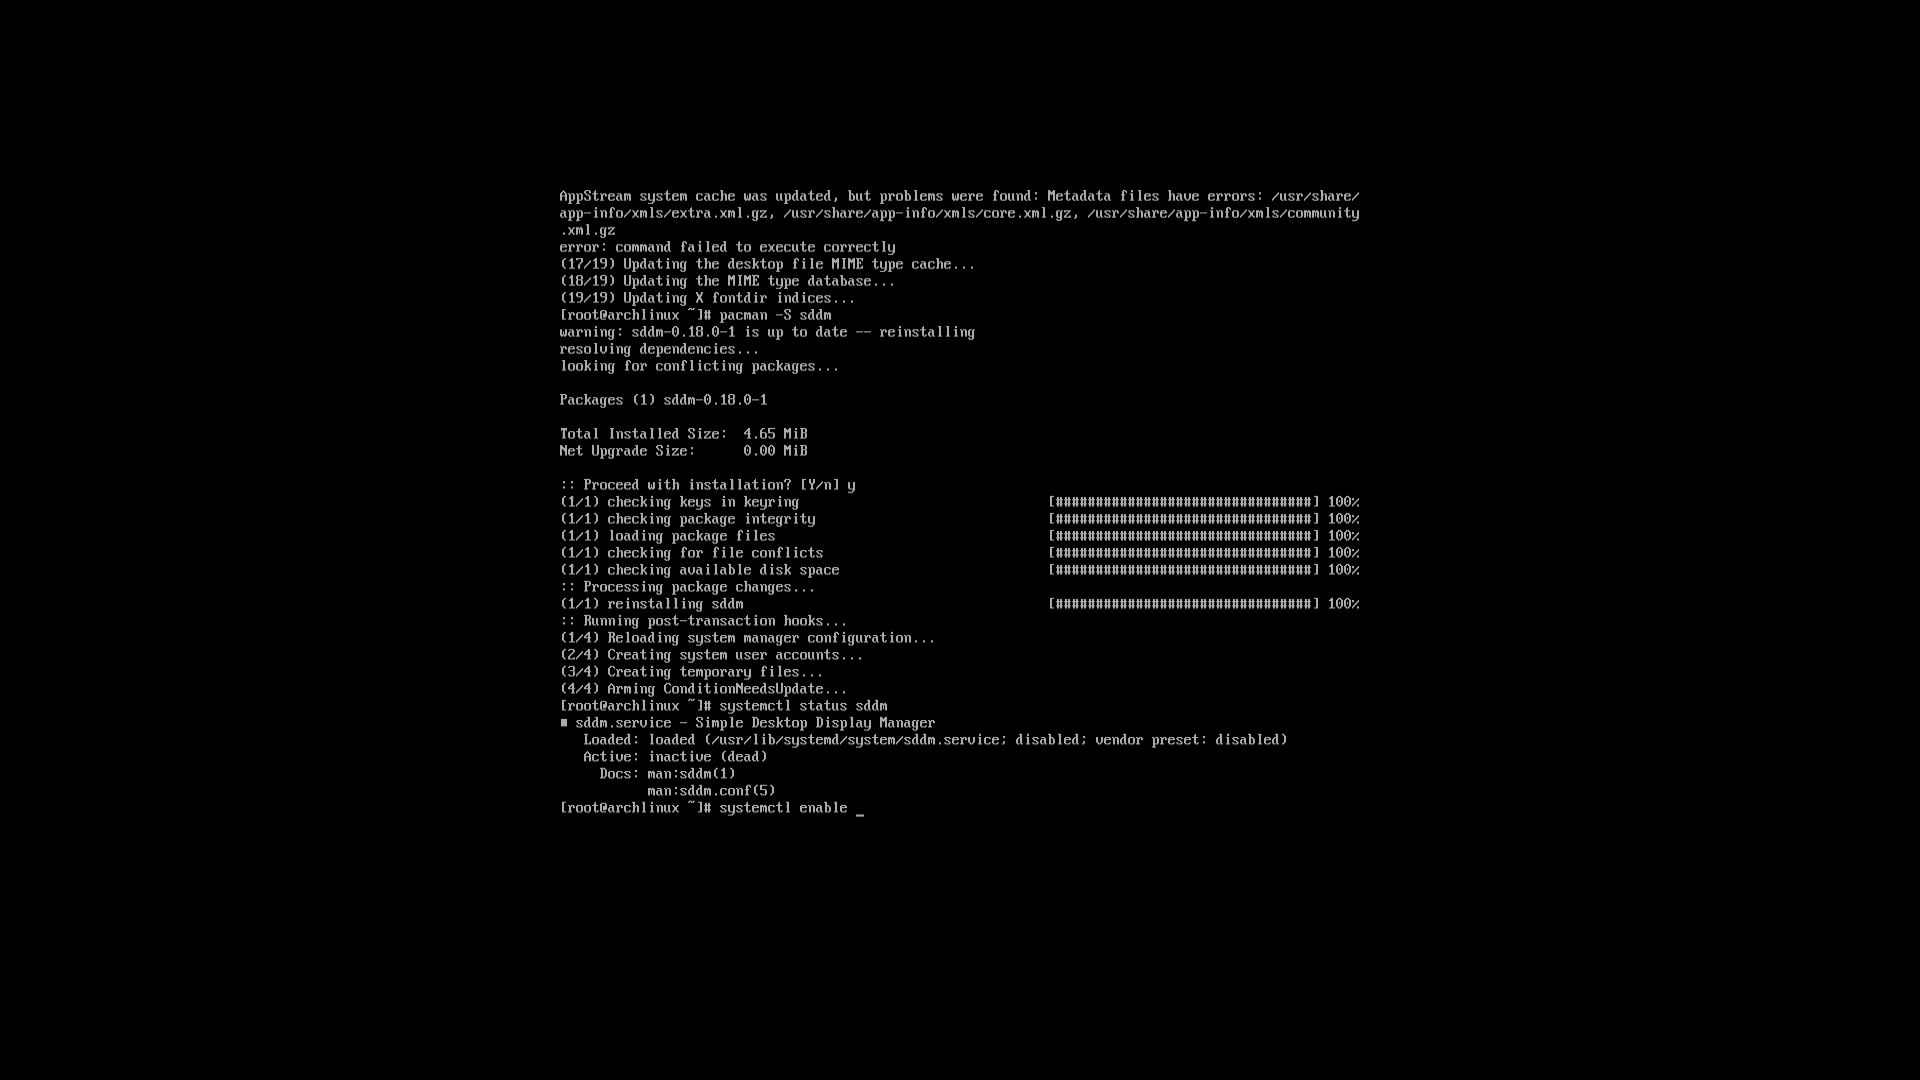 AppStream system cache was updated, but problems were found: Metadata files have errors: /usr/share/
app-info/xmls/extra.xml.gz, /usr/share/app-info/xmls/core.xml.gz, /usr/share/app-info/xmls/community
.xml.gz
error: command failed to execute correctly
(17/19) Updating the desktop file MIME type cache...
(18/19) Updating the MIME type database...
(19/19) Updating X fontdir indices...
[root@archlinux ~]# pacman -S sddm
warning: sddm-0.18.0-1 is up to date -- reinstalling
resolving dependencies...
looking for conflicting packages...

Packages (1) sddm-0.18.0-1

Total Installed Size:  4.65 MiB
Net Upgrade Size:      0.00 MiB

:: Proceed with installation? [Y/n] y
(1/1) checking keys in keyring                               [################################] 100%
(1/1) checking package integrity                             [################################] 100%
(1/1) loading package files                                  [################################] 100%
(1/1) checking for file conflicts                            [################################] 100%
(1/1) checking available disk space                          [################################] 100%
:: Processing package changes...
(1/1) reinstalling sddm                                      [################################] 100%
:: Running post-transaction hooks...
(1/4) Reloading system manager configuration...
(2/4) Creating system user accounts...
(3/4) Creating temporary files...
(4/4) Arming ConditionNeedsUpdate...
[root@archlinux ~]# systemctl status sddm
■ sddm.service - Simple Desktop Display Manager
   Loaded: loaded (/usr/lib/systemd/system/sddm.service; disabled; vendor preset: disabled)
   Active: inactive (dead)
     Docs: man:sddm(1)
           man:sddm.conf(5)
[root@archlinux ~]# systemctl enable _